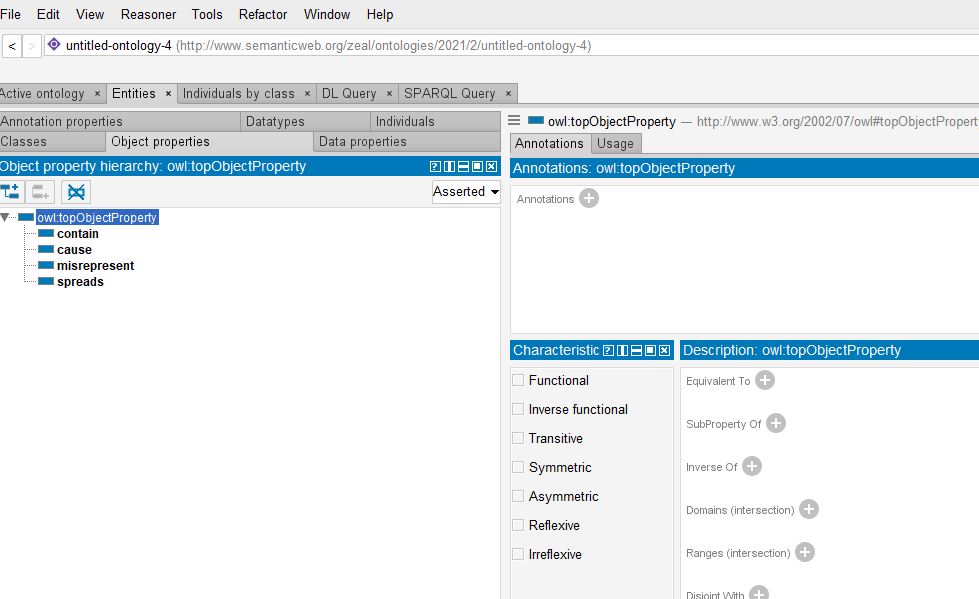 File Edit View Reasoner Tools Refactor Window Help
< > untitled-ontology-4 (http://www.semanticweb.org/zeal/ontologies/2021/2/untitled-ontology-4)
Active ontology × Entities × Individuals by class × DL Query × SPARQL Query ×
Annotation properties Datatypes Individuals
Classes Object properties Data properties
Object property hierarchy: owl:topObjectProperty
Asserted
owl:topObjectProperty
contain
cause
misrepresent
spreads
owl:topObjectProperty — http://www.w3.org/2002/07/owl#topObjectPropert
Annotations Usage
Annotations: owl:topObjectProperty
Annotations
Characteristic
Functional
Inverse functional
Transitive
Symmetric
Asymmetric
Reflexive
Irreflexive
Description: owl:topObjectProperty
Equivalent To
SubProperty Of
Inverse Of
Domains (intersection)
Ranges (intersection)
Disjoint With